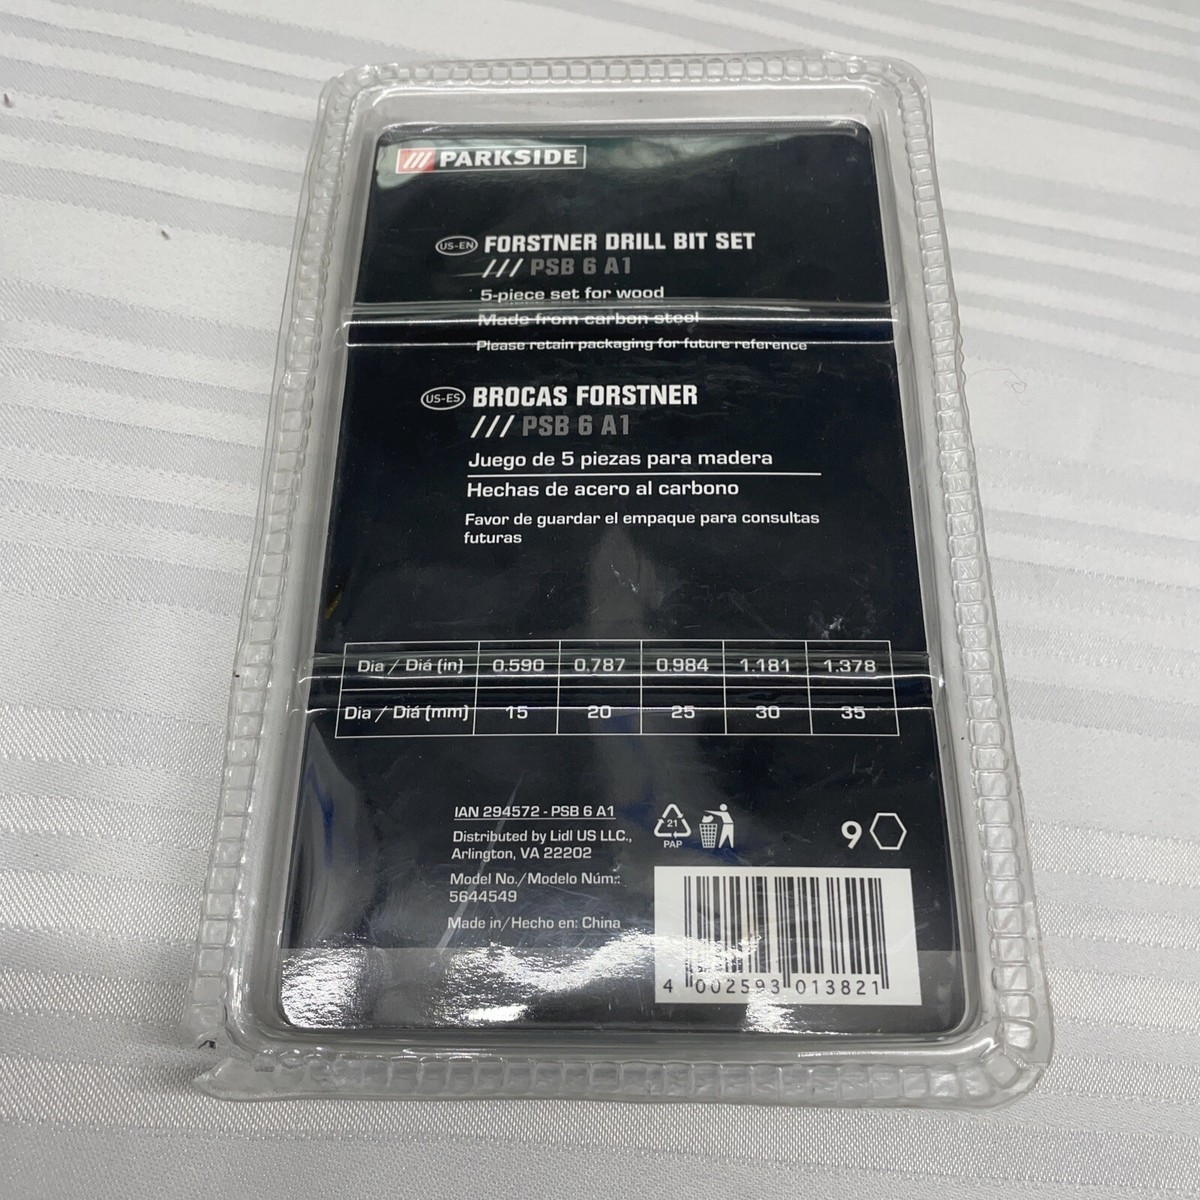 /// PARKSIDE
US-EN FORSTNER DRILL BIT SET
/// PSB 6 A1
5-piece set for wood
Made from carbon steel
Please retain packaging for future reference
US-ES BROCAS FORSTNER
/// PSB 6 A1
Juego de 5 piezas para madera
Hechas de acero al carbono
Favor de guardar el empaque para consultas
futuras
Dia / Diá (in) 0.590 0.787 0.984 1.181 1.378
Dia / Diá (mm) 15 20 25 30 35
IAN 294572 - PSB 6 A1
Distributed by Lidl US LLC.,
Arlington, VA 22202
Model No./Modelo Núm.:
5644549
Made in/Hecho en: China
21
PAP
9
4 002593 013821